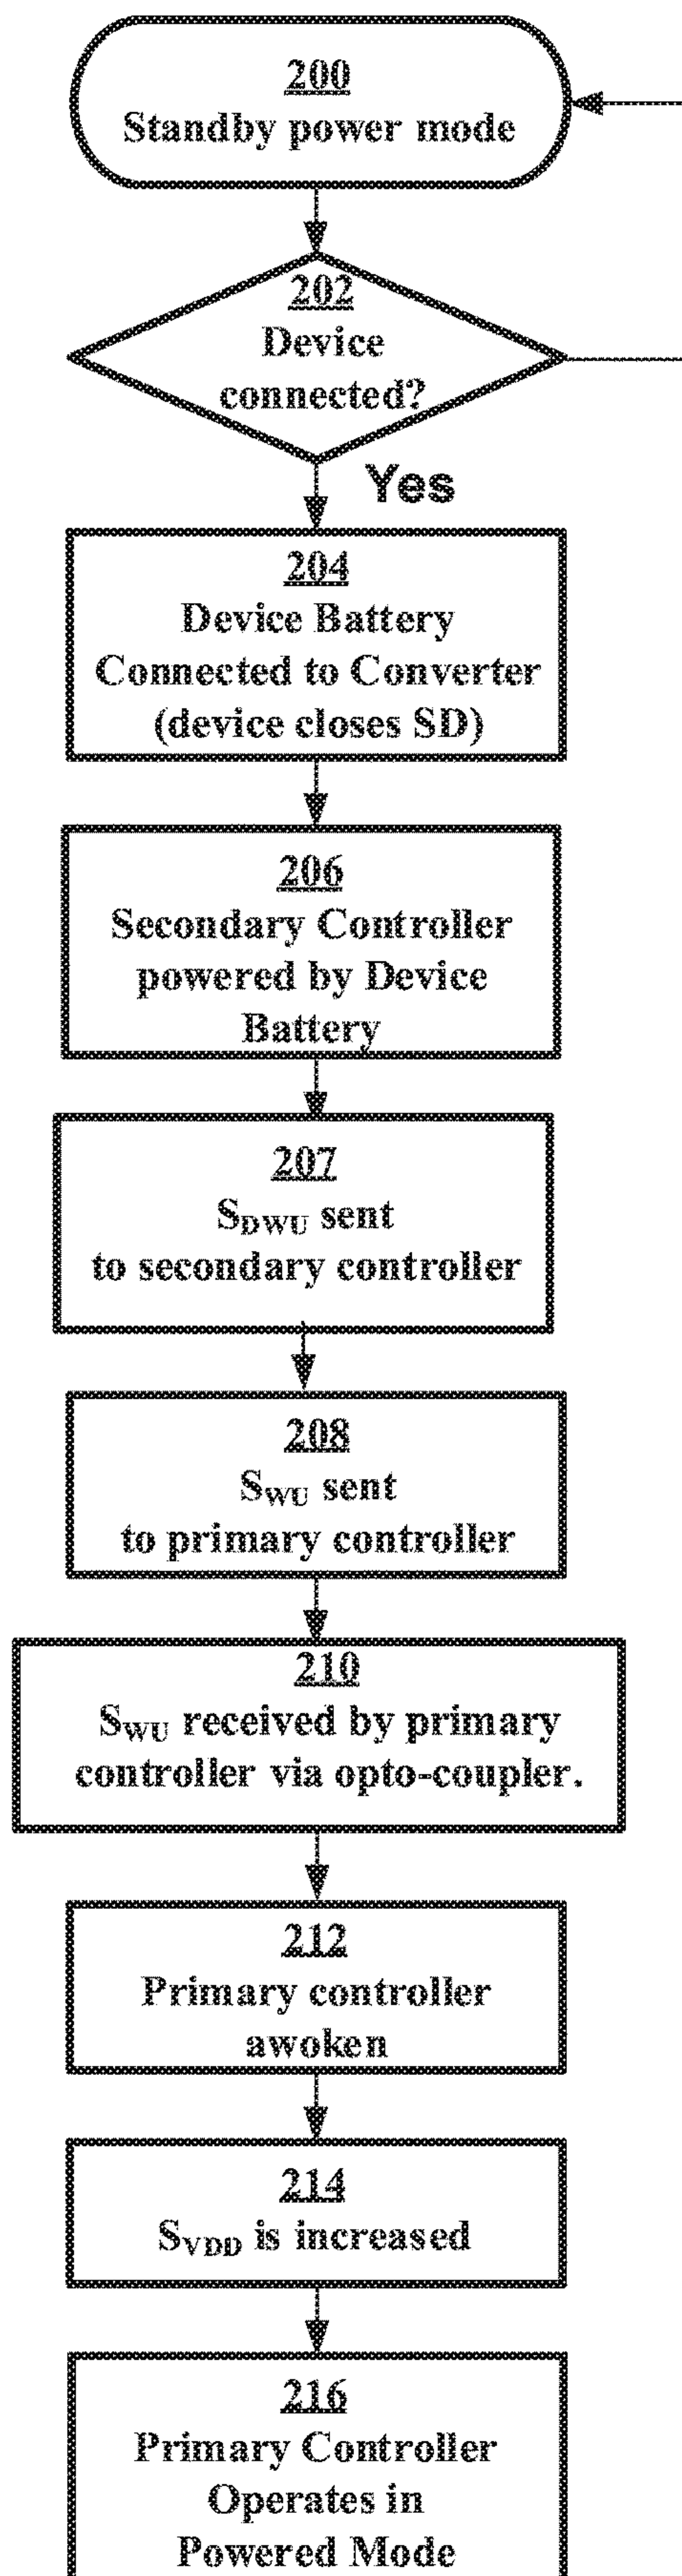 200
Standby power mode
202
Device
connected?
Yes
204
Device Battery
Connected to Converter
(device closes SD)
206
Secondary Controller
powered by Device
Battery
207
SDWU sent
to secondary controller
208
SWU sent
to primary controller
210
SWU received by primary
controller via opto-coupler.
212
Primary controller
awoken
214
SVDD is increased
216
Primary Controller
Operates in
Powered Mode